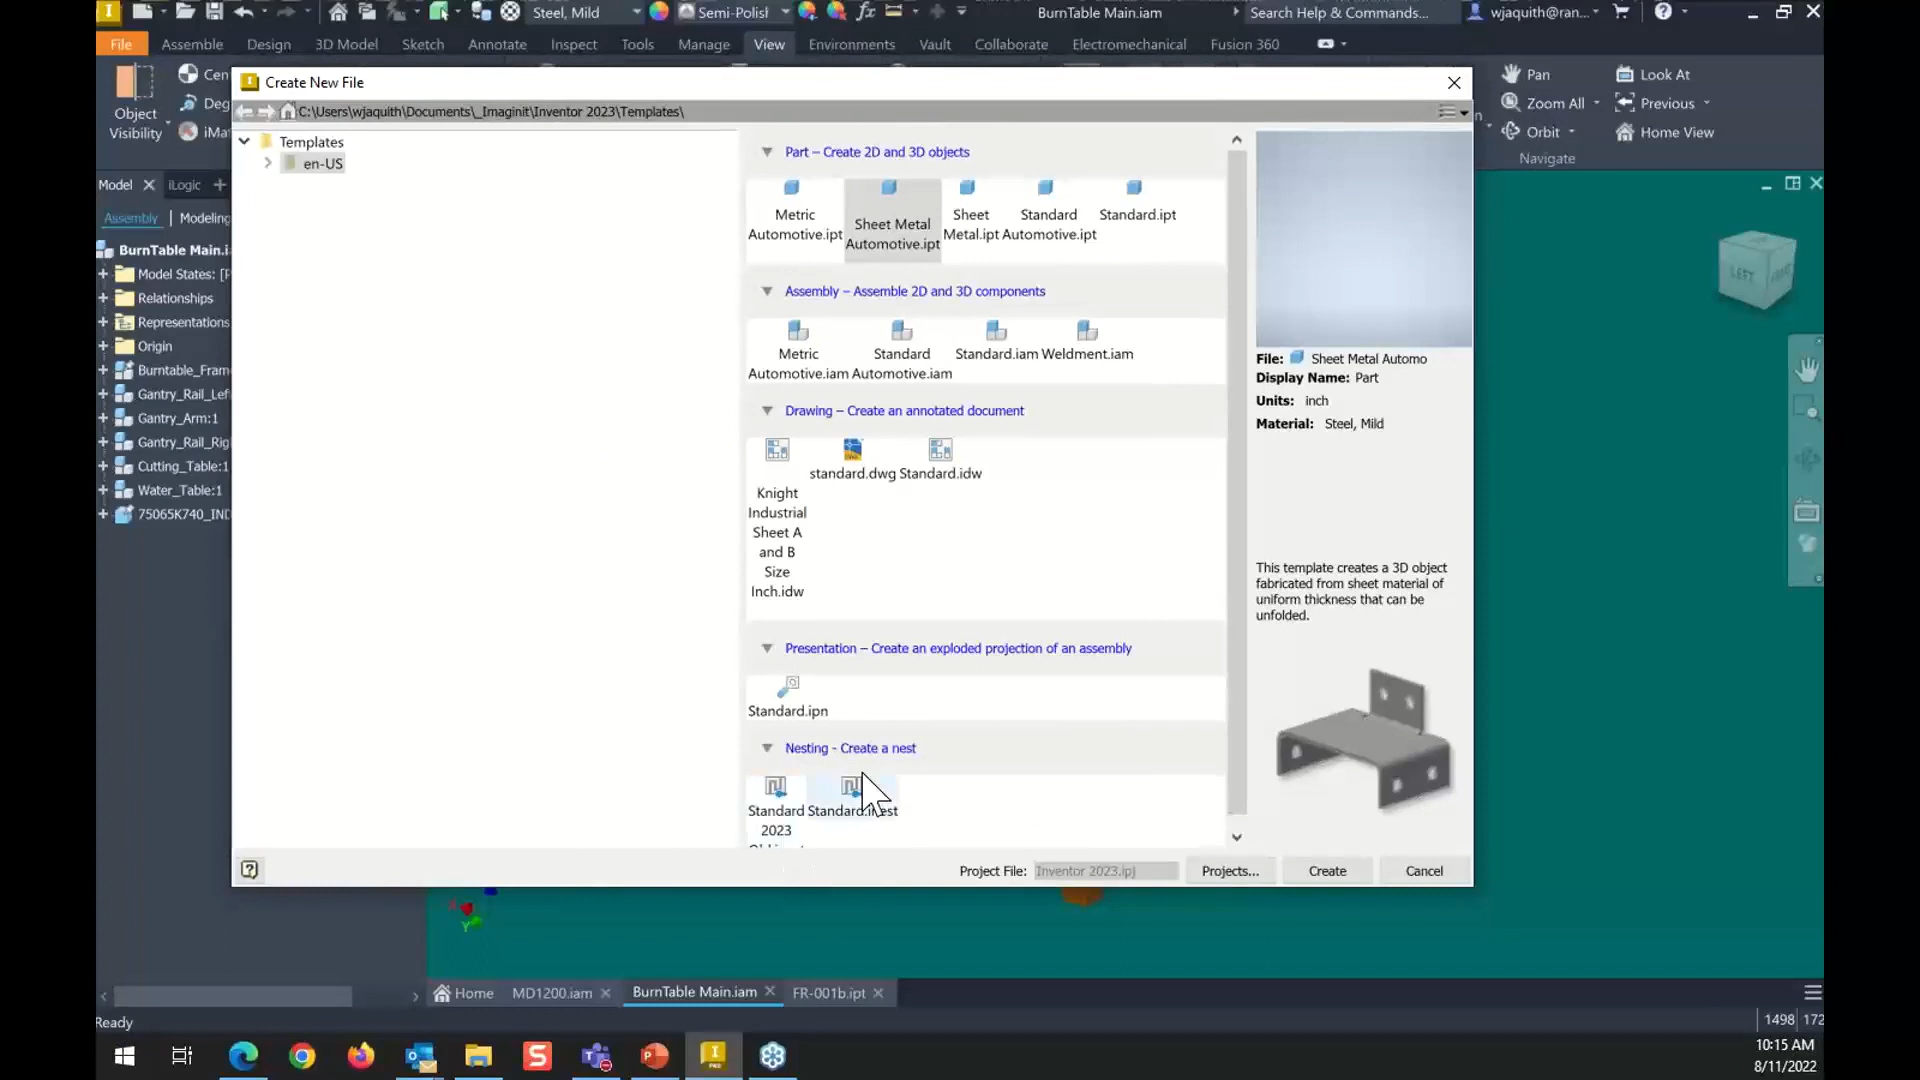 Steel, Mild
Semi-Polisl
BurnTable Main.iam
Search Help & Commands...
wjaquith@ran...
File
Assemble
Design
3D Model
Sketch
Annotate
Inspect
Tools
Manage
View
Environments
Vault
Collaborate
Electromechanical
Fusion 360
Object
Visibility
Cen
Deg
iMa
Pan
Zoom All
Orbit
Look At
Previous
Home View
Navigate
Create New File
C:\Users\wjaquith\Documents\_Imaginit\Inventor 2023\Templates\
Templates
en-US
Model
iLogic
Assembly
Modeling
BurnTable Main.i
Model States: [P
Relationships
Representations
Origin
Burntable_Fram
Gantry_Rail_Lef
Gantry_Arm:1
Gantry_Rail_Rig
Cutting_Table:1
Water_Table:1
75065K740_IND
Part – Create 2D and 3D objects
Metric
Automotive.ipt
Sheet Metal
Automotive.ipt
Sheet
Metal.ipt
Standard
Automotive.ipt
Standard.ipt
Assembly – Assemble 2D and 3D components
Metric
Automotive.iam
Standard
Automotive.iam
Standard.iam
Weldment.iam
Drawing – Create an annotated document
Knight
Industrial
Sheet A
and B
Size
Inch.idw
standard.dwg
Standard.idw
Presentation – Create an exploded projection of an assembly
Standard.ipn
Nesting - Create a nest
Standard
2023
Standard.inest
File: Sheet Metal Automo
Display Name: Part
Units: inch
Material: Steel, Mild
This template creates a 3D object
fabricated from sheet material of
uniform thickness that can be
unfolded.
Project File:
Inventor 2023.ipj
Projects...
Create
Cancel
LEFT
Home
MD1200.iam
BurnTable Main.iam
FR-001b.ipt
Ready
1498
172
10:15 AM
8/11/2022